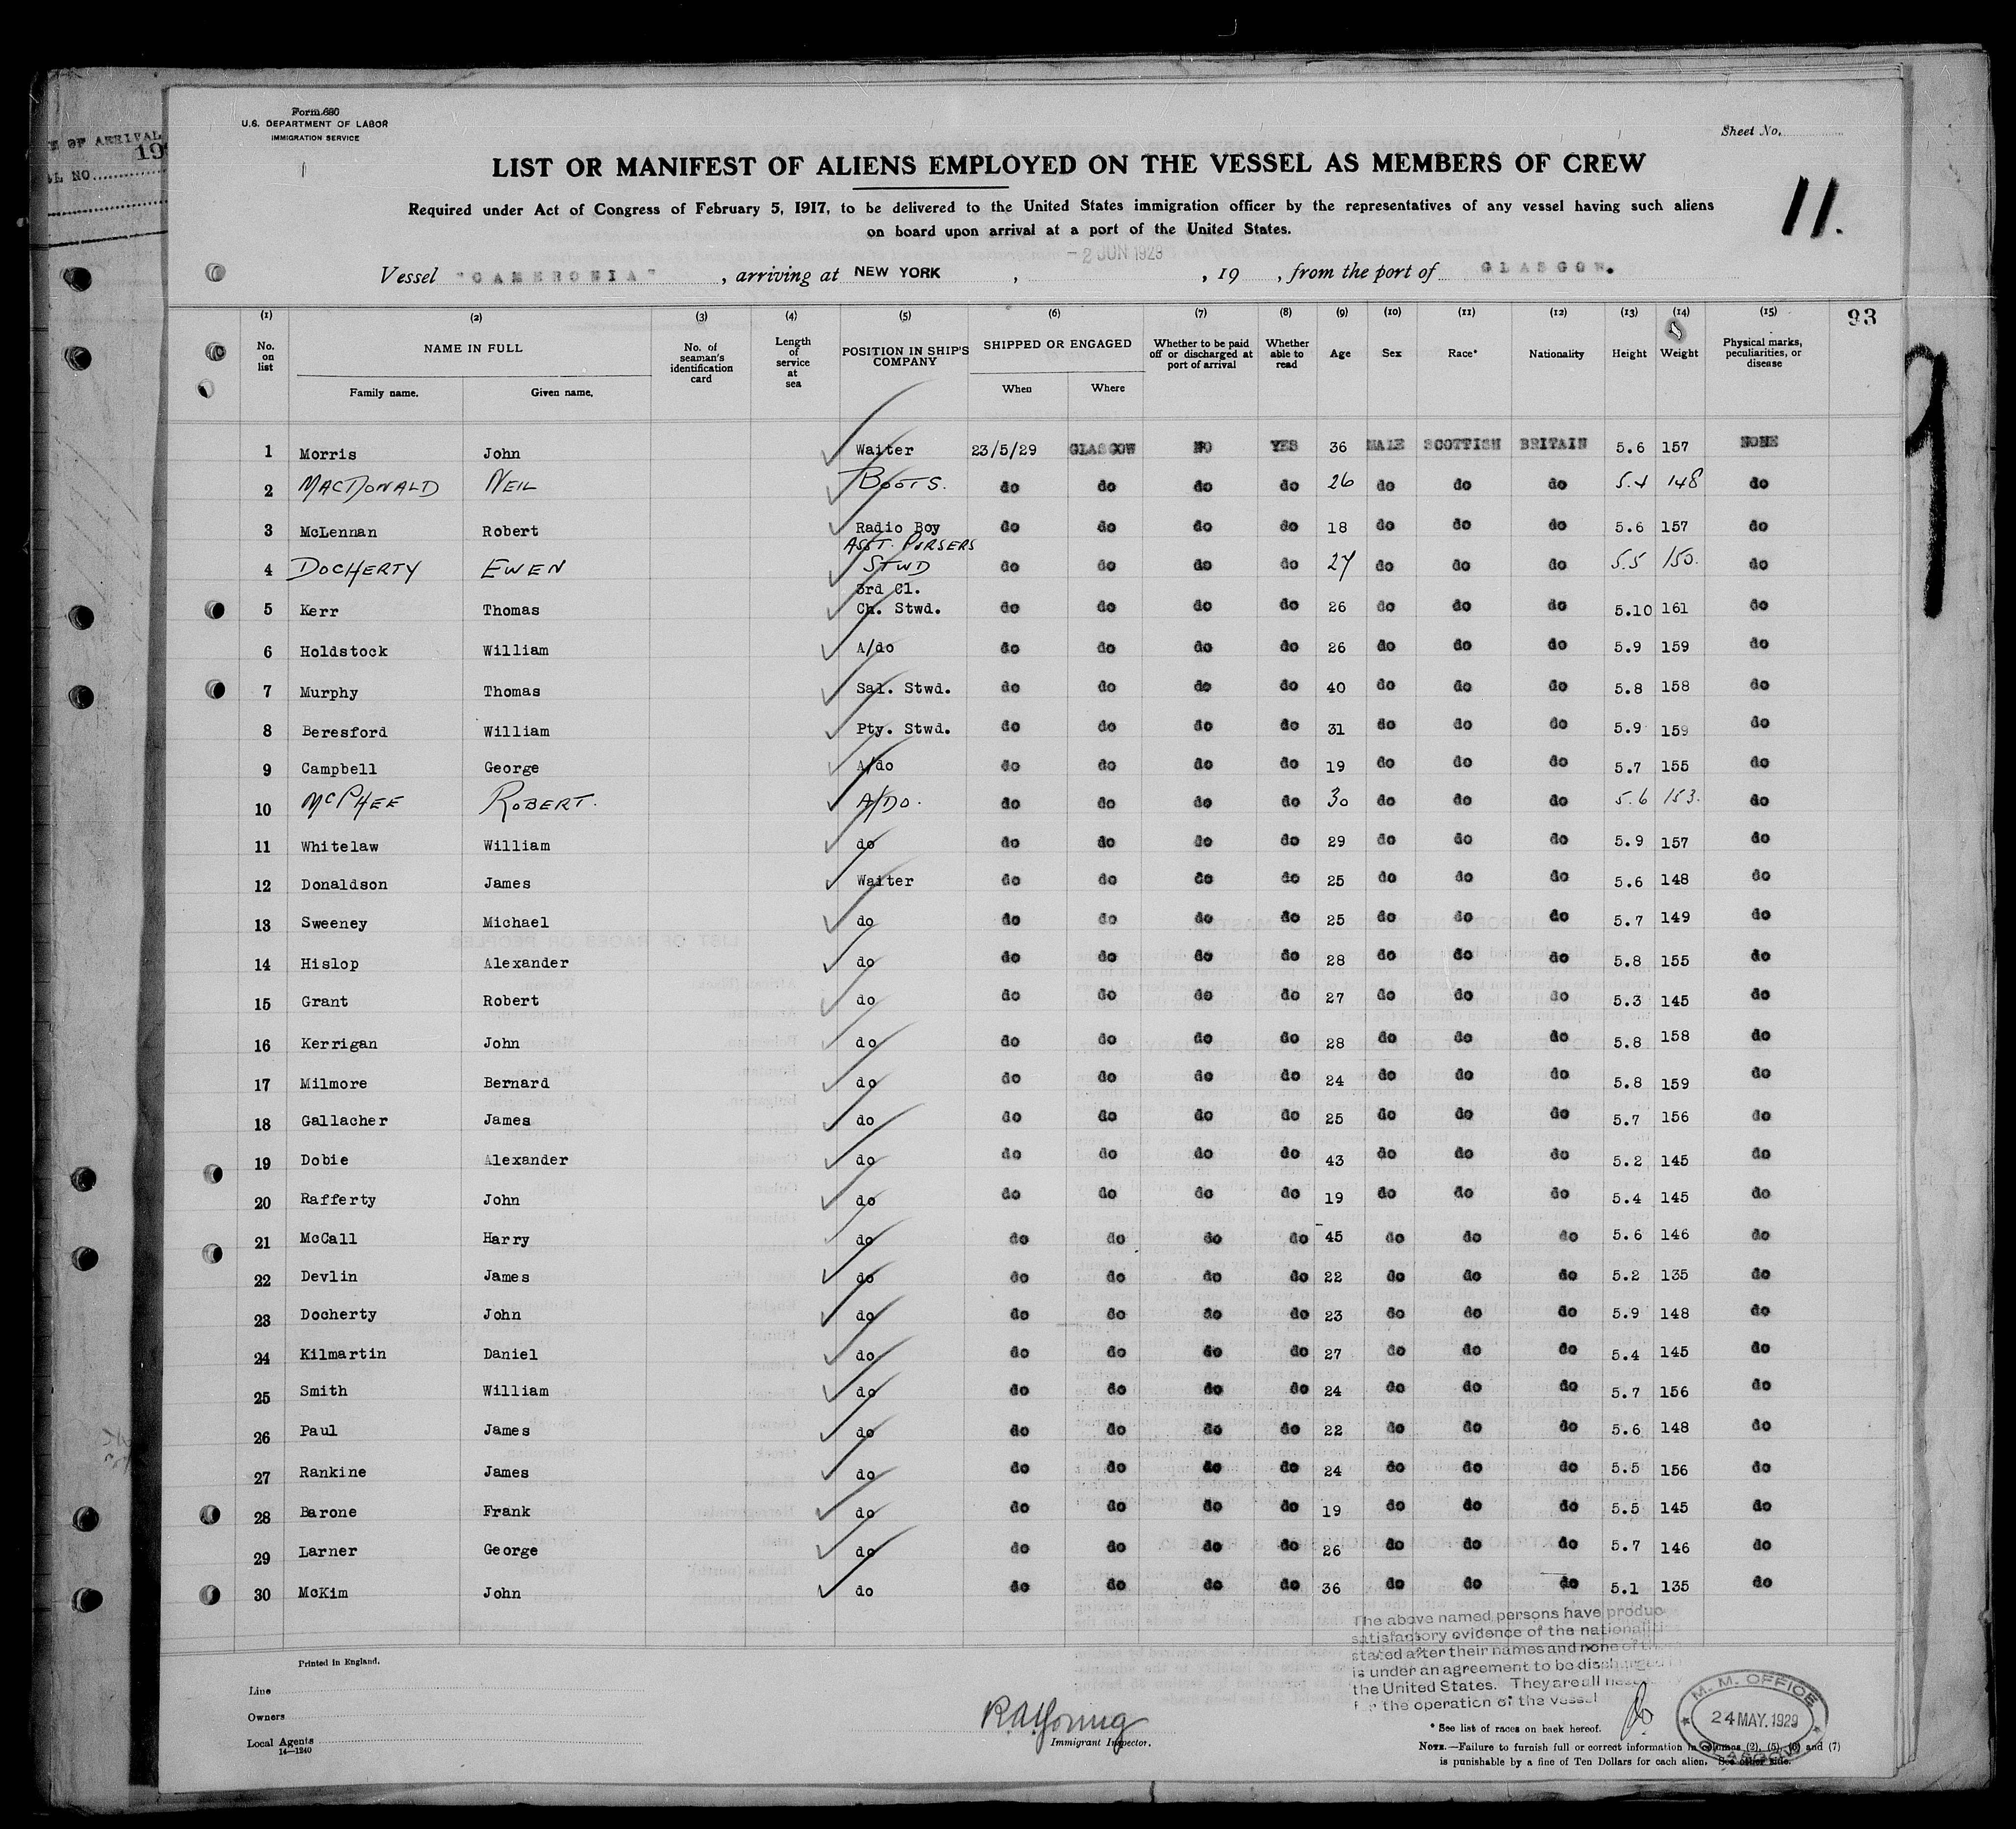 Form 680
U.S. DEPARTMENT OF LABOR
IMMIGRATION SERVICE
Sheet No.
E OF ARRIVAL
19
AL NO
LIST OR MANIFEST OF ALIENS EMPLOYED ON THE VESSEL AS MEMBERS OF CREW
Required under Act of Congress of February 5, 1917, to be delivered to the United States immigration officer by the representatives of any vessel having such aliens
on board upon arrival at a port of the United States.
11.
- 2 JUN 1929
Vessel "CAMERONIA", arriving at NEW YORK, , 19 , from the port of GLASGOW.
(1) (2) (3) (4) (5) (6) (7) (8) (9) (10) (11) (12) (13) (14) (15) 93
No. on list NAME IN FULL Family name. Given name. No. of seaman's identification card Length of service at sea POSITION IN SHIP'S COMPANY SHIPPED OR ENGAGED When Where Whether to be paid off or discharged at port of arrival Whether able to read Age Sex Race* Nationality Height Weight Physical marks, peculiarities, or disease
1 Morris John Waiter 23/5/29 GLASGOW NO YES 36 MALE SCOTTISH BRITAIN 5.6 157 NONE
2 MACDONALD NEIL BOOTS. do do do do 26 do do do 5.4 148 do
3 McLennan Robert Radio Boy do do do do 18 do do do 5.6 157 do
4 DOCHERTY EWEN ASST. PURSERS STWD do do do do 27 do do do 5.5 150. do
5 Kerr Thomas 3rd Cl. Ch. Stwd. do do do do 26 do do do 5.10 161 do
6 Holdstock William A/do do do do do 26 do do do 5.9 159 do
7 Murphy Thomas Sal. Stwd. do do do do 40 do do do 5.8 158 do
8 Beresford William Pty. Stwd. do do do do 31 do do do 5.9 159 do
9 Campbell George A/do do do do do 19 do do do 5.7 155 do
10 McPHEE ROBERT. A/DO. do do do do 30 do do do 5.6 153. do
11 Whitelaw William do do do do do 29 do do do 5.9 157 do
12 Donaldson James Waiter do do do do 25 do do do 5.6 148 do
13 Sweeney Michael do do do do do 25 do do do 5.7 149 do
14 Hislop Alexander do do do do do 28 do do do 5.8 155 do
15 Grant Robert do do do do do 27 do do do 5.3 145 do
16 Kerrigan John do do do do do 28 do do do 5.8 158 do
17 Milmore Bernard do do do do do 24 do do do 5.8 159 do
18 Gallacher James do do do do do 25 do do do 5.7 156 do
19 Dobie Alexander do do do do do 43 do do do 5.2 145 do
20 Rafferty John do do do do do 19 do do do 5.4 145 do
21 McCall Harry do do do do do 45 do do do 5.6 146 do
22 Devlin James do do do do do 22 do do do 5.2 135 do
23 Docherty John do do do do do 23 do do do 5.9 148 do
24 Kilmartin Daniel do do do do do 27 do do do 5.4 145 do
25 Smith William do do do do do 24 do do do 5.7 156 do
26 Paul James do do do do do 22 do do do 5.6 148 do
27 Rankine James do do do do do 24 do do do 5.5 156 do
28 Barone Frank do do do do do 19 do do do 5.5 145 do
29 Larner George do do do do do 26 do do do 5.7 146 do
30 McKim John do do do do do 36 do do do 5.1 135 do
The above named persons have produc
satisfactory evidence of the nationaliti
stated after their names and none of the
is under an agreement to be discharged
the United States. They are all
for the operation of the vessel
Printed in England.
Line
Owners
Local Agents
14—1240
R.A. Young
Immigrant Inspector.
* See list of races on back hereof.
NOTE.—Failure to furnish full or correct information in columns (2), (5), (6) and (7)
is punishable by a fine of Ten Dollars for each alien. See other side.
M. M. OFFICE
24 MAY. 1929
GLASGOW